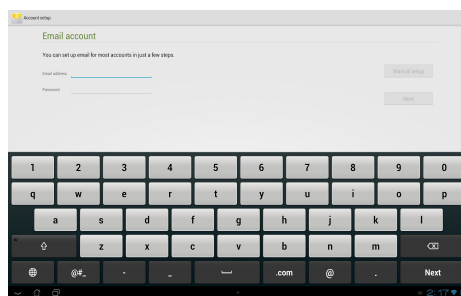 Account setup
Email account
You can set up email for most accounts in just a few steps.
Email address
Manual setup
Password
Next
1 2 3 4 5 6 7 8 9 0
q w e r t y u i o p
a s d f g h j k l
z x c v b n m
@#_ - _ .com @ . Next
2:17